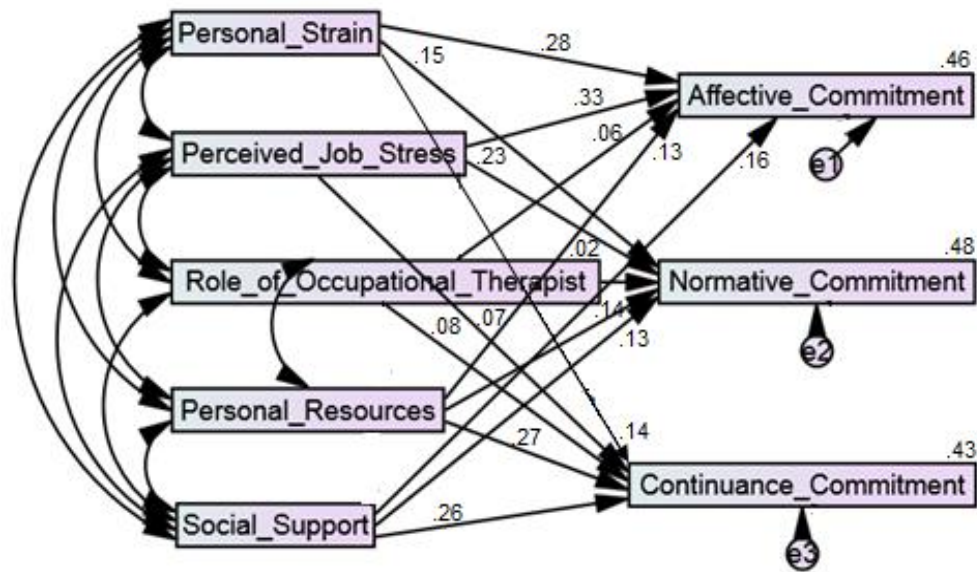 Personal_Strain
.28
.15
.46
Affective_Commitment
.33
.06
Perceived_Job_Stress
.23
.13
.16
e1
.02
.48
Role_of_Occupational_Therapist
Normative_Commitment
.14
.08
.07
.13
e2
Personal_Resources
.27
.14
.43
Continuance_Commitment
Social_Support
.26
e3